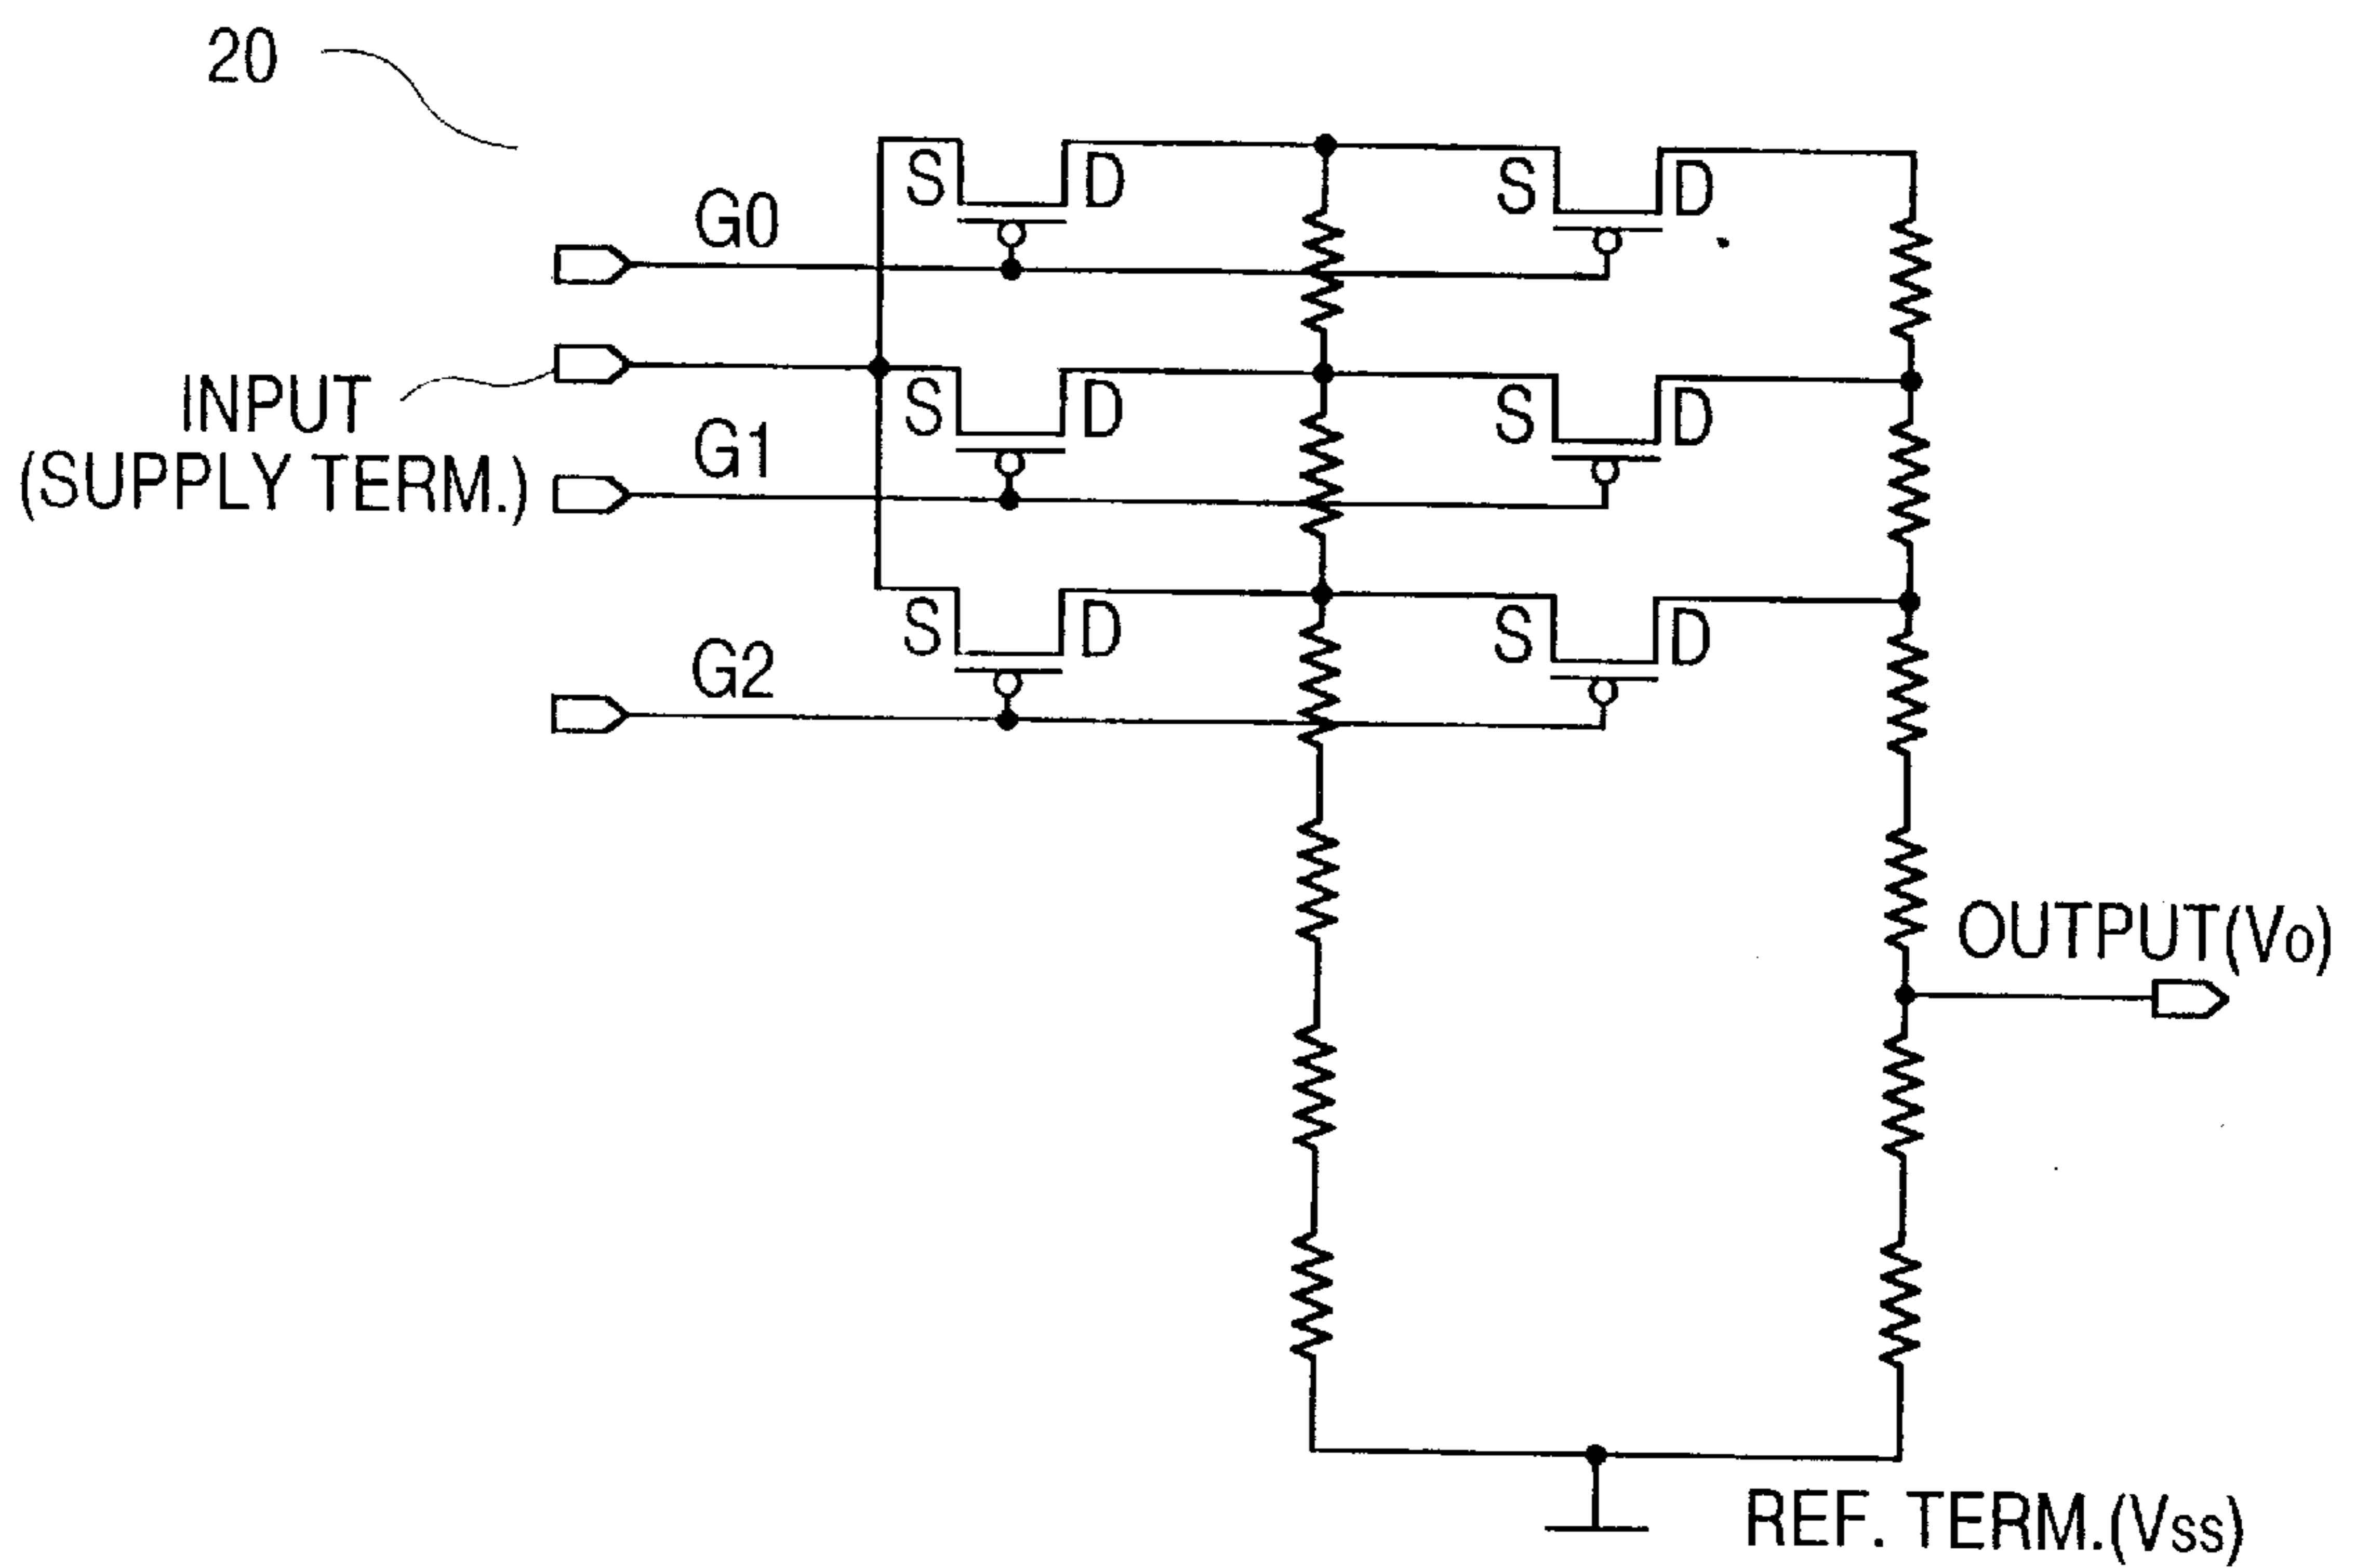 20
S D S D
G0
INPUT
(SUPPLY TERM.)
S D S D
G1
S D S D
G2
OUTPUT(Vo)
REF. TERM.(Vss)